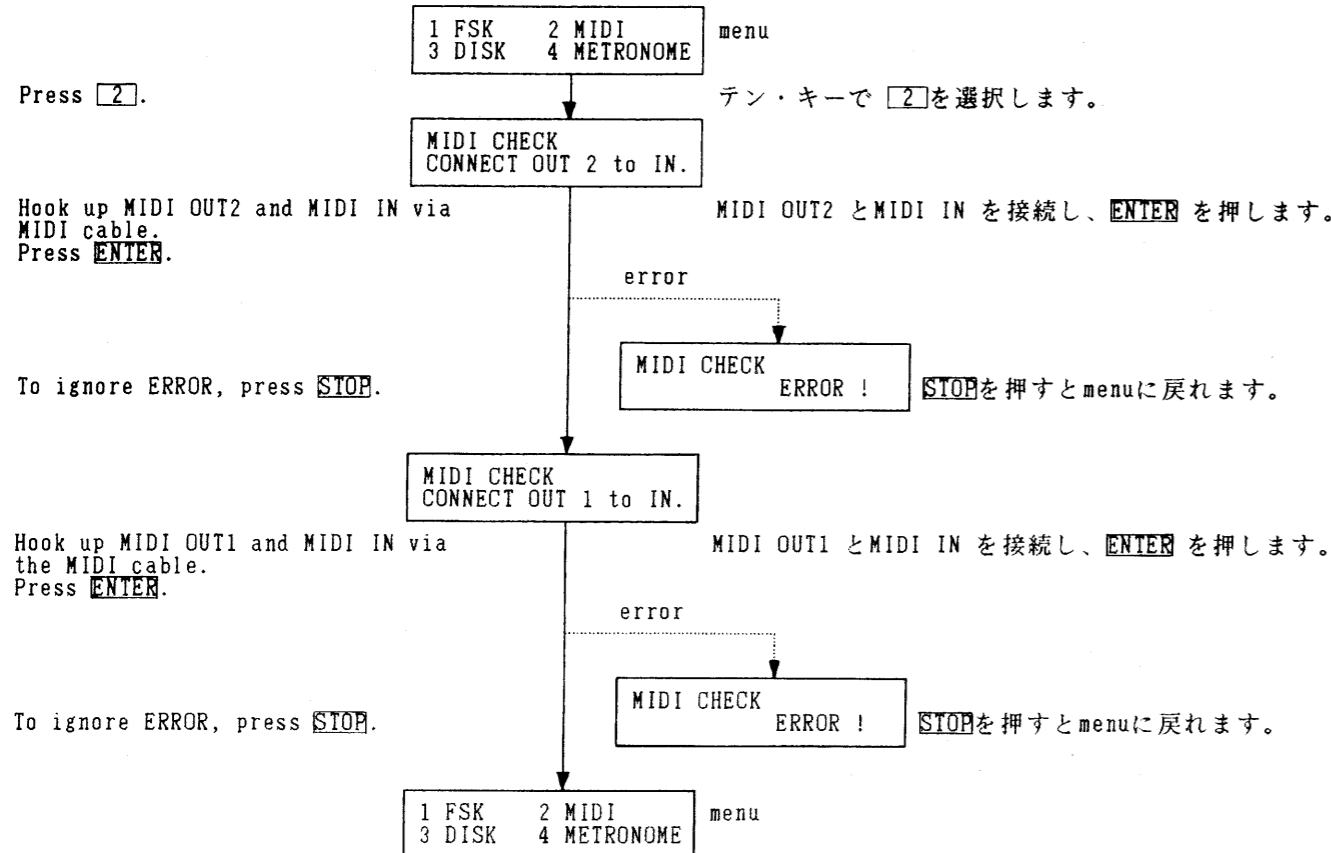 1 FSK 2 MIDI
3 DISK 4 METRONOME
menu
Press 2.
テン・キーで 2を選択します。
MIDI CHECK
CONNECT OUT 2 to IN.
Hook up MIDI OUT2 and MIDI IN via
MIDI cable.
Press ENTER.
MIDI OUT2 とMIDI IN を接続し、ENTER を押します。
error
MIDI CHECK
ERROR !
To ignore ERROR, press STOP.
STOPを押すとmenuに戻れます。
MIDI CHECK
CONNECT OUT 1 to IN.
Hook up MIDI OUT1 and MIDI IN via
the MIDI cable.
Press ENTER.
MIDI OUT1 とMIDI IN を接続し、ENTER を押します。
error
MIDI CHECK
ERROR !
To ignore ERROR, press STOP.
STOPを押すとmenuに戻れます。
1 FSK 2 MIDI
3 DISK 4 METRONOME
menu